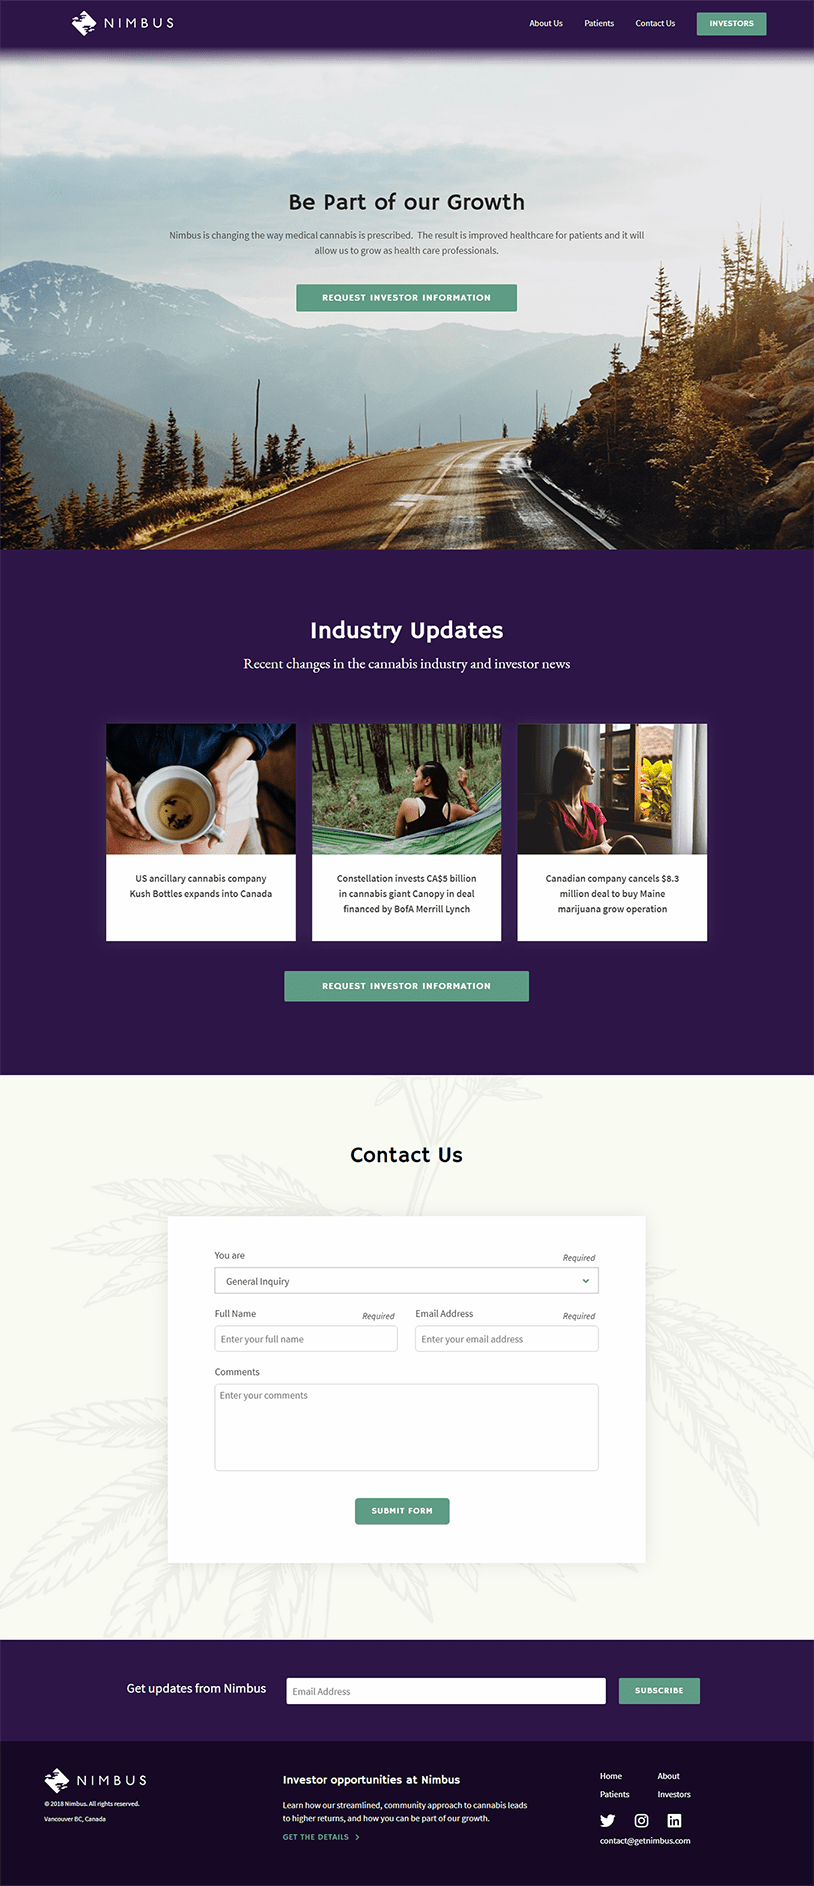 NIMBUS
About Us
Patients
Contact Us
INVESTORS
Be Part of our Growth
Nimbus is changing the way medical cannabis is prescribed. The result is improved healthcare for patients and it will
allow us to grow as health care professionals.
REQUEST INVESTOR INFORMATION
Industry Updates
Recent changes in the cannabis industry and investor news
US ancillary cannabis company
Kush Bottles expands into Canada
Constellation invests CA$5 billion
in cannabis giant Canopy in deal
financed by BofA Merrill Lynch
Canadian company cancels $8.3
million deal to buy Maine
marijuana grow operation
REQUEST INVESTOR INFORMATION
Contact Us
You are
Required
General Inquiry
Full Name
Required
Email Address
Required
Enter your full name
Enter your email address
Comments
Enter your comments
SUBMIT FORM
Get updates from Nimbus
Email Address
SUBSCRIBE
NIMBUS
© 2018 Nimbus. All rights reserved.
Vancouver BC, Canada
Investor opportunities at Nimbus
Learn how our streamlined, community approach to cannabis leads
to higher returns, and how you can be part of our growth.
GET THE DETAILS >
Home
About
Patients
Investors
contact@getnimbus.com